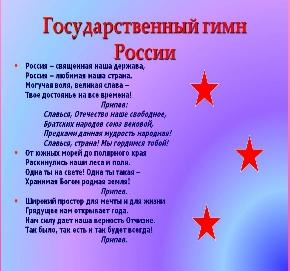 Государственный гимн
России
Россия – священная наша держава,
Россия – любимая наша страна.
Могучая воля, великая слава –
Твое достоянье на все времена!
Припев:
Славься, Отечество наше свободное,
Братских народов союз вековой,
Предками данная мудрость народная!
Славься, страна! Мы гордимся тобой!
От южных морей до полярного края
Раскинулись наши леса и поля.
Одна ты на свете! Одна ты такая –
Хранимая Богом родная земля!
Припев.
Широкий простор для мечты и для жизни
Грядущее нам открывает года.
Нам силу дает наша верность Отчизне.
Так было, так есть и так будет всегда!
Припев.